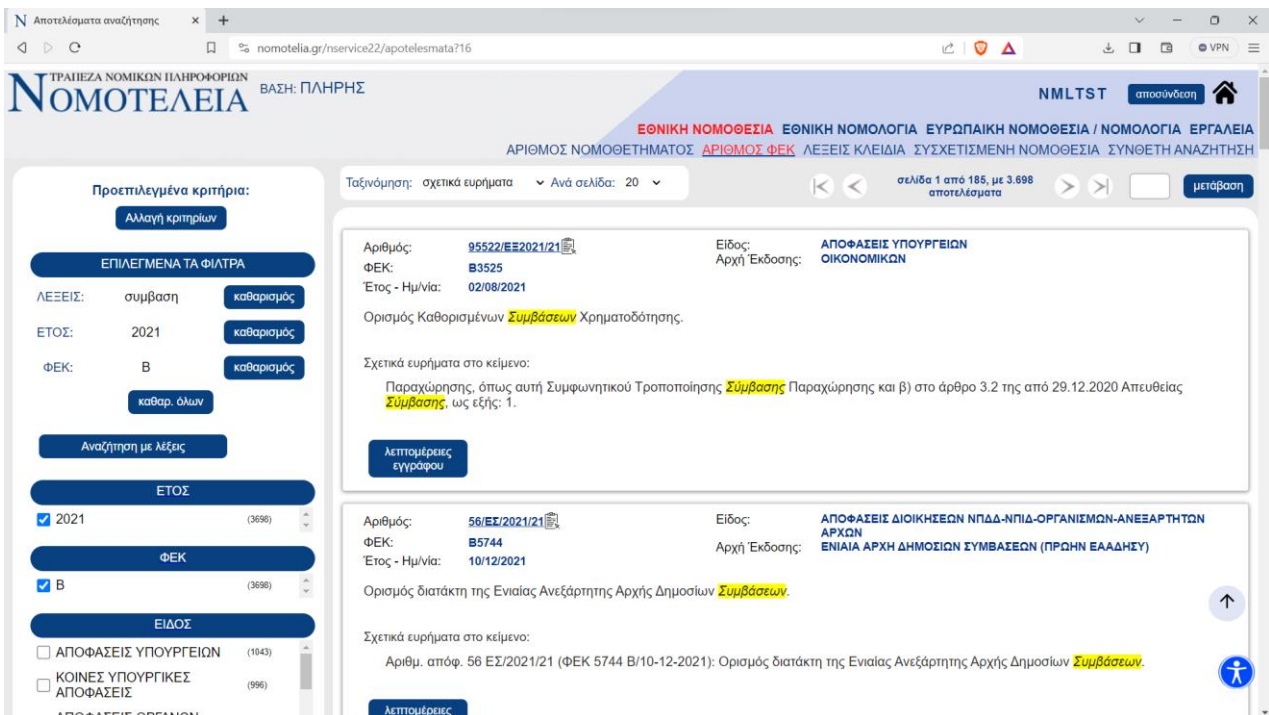 Αποτελέσματα αναζήτησης
nomotelia.gr/nservice22/apotelesmata?16
VPN
ΤΡΑΠΕΖΑ ΝΟΜΙΚΩΝ ΠΛΗΡΟΦΟΡΙΩΝ
ΝΟΜΟΤΕΛΕΙΑ
ΒΑΣΗ: ΠΛΗΡΗΣ
NMLTST
αποσύνδεση
ΕΘΝΙΚΗ ΝΟΜΟΘΕΣΙΑ ΕΘΝΙΚΗ ΝΟΜΟΛΟΓΙΑ ΕΥΡΩΠΑΙΚΗ ΝΟΜΟΘΕΣΙΑ / ΝΟΜΟΛΟΓΙΑ ΕΡΓΑΛΕΙΑ
ΑΡΙΘΜΟΣ ΝΟΜΟΘΕΤΗΜΑΤΟΣ ΑΡΙΘΜΟΣ ΦΕΚ ΛΕΞΕΙΣ ΚΛΕΙΔΙΑ ΣΥΣΧΕΤΙΣΜΕΝΗ ΝΟΜΟΘΕΣΙΑ ΣΥΝΘΕΤΗ ΑΝΑΖΗΤΗΣΗ
Προεπιλεγμένα κριτήρια:
Αλλαγή κριτηρίων
ΕΠΙΛΕΓΜΕΝΑ ΤΑ ΦΙΛΤΡΑ
ΛΕΞΕΙΣ: συμβαση καθαρισμός
ΕΤΟΣ: 2021 καθαρισμός
ΦΕΚ: Β καθαρισμός
καθαρ. όλων
Αναζήτηση με λέξεις
ΕΤΟΣ
2021 (3698)
ΦΕΚ
Β (3698)
ΕΙΔΟΣ
ΑΠΟΦΑΣΕΙΣ ΥΠΟΥΡΓΕΙΩΝ (1043)
ΚΟΙΝΕΣ ΥΠΟΥΡΓΙΚΕΣ (996)
ΑΠΟΦΑΣΕΙΣ
Ταξινόμηση: σχετικά ευρήματα Ανά σελίδα: 20
σελίδα 1 από 185, με 3.698
αποτελέσματα
μετάβαση
Αριθμός: 95522/ΕΞ2021/21 Είδος: ΑΠΟΦΑΣΕΙΣ ΥΠΟΥΡΓΕΙΩΝ
ΦΕΚ: Β3525 Αρχή Έκδοσης: ΟΙΚΟΝΟΜΙΚΩΝ
Έτος - Ημ/νία: 02/08/2021
Ορισμός Καθορισμένων Συμβάσεων Χρηματοδότησης.
Σχετικά ευρήματα στο κείμενο:
Παραχώρησης, όπως αυτή Συμφωνητικού Τροποποίησης Σύμβασης Παραχώρησης και β) στο άρθρο 3.2 της από 29.12.2020 Απευθείας
Σύμβασης, ως εξής: 1.
λεπτομέρειες
εγγράφου
Αριθμός: 56/ΕΣ/2021/21 Είδος: ΑΠΟΦΑΣΕΙΣ ΔΙΟΙΚΗΣΕΩΝ ΝΠΔΔ-ΝΠΙΔ-ΟΡΓΑΝΙΣΜΩΝ-ΑΝΕΞΑΡΤΗΤΩΝ
ΑΡΧΩΝ
ΦΕΚ: Β5744 Αρχή Έκδοσης: ΕΝΙΑΙΑ ΑΡΧΗ ΔΗΜΟΣΙΩΝ ΣΥΜΒΑΣΕΩΝ (ΠΡΩΗΝ ΕΑΑΔΗΣΥ)
Έτος - Ημ/νία: 10/12/2021
Ορισμός διατάκτη της Ενιαίας Ανεξάρτητης Αρχής Δημοσίων Συμβάσεων.
Σχετικά ευρήματα στο κείμενο:
Αριθμ. απόφ. 56 ΕΣ/2021/21 (ΦΕΚ 5744 Β/10-12-2021): Ορισμός διατάκτη της Ενιαίας Ανεξάρτητης Αρχής Δημοσίων Συμβάσεων.
λεπτομέρειες